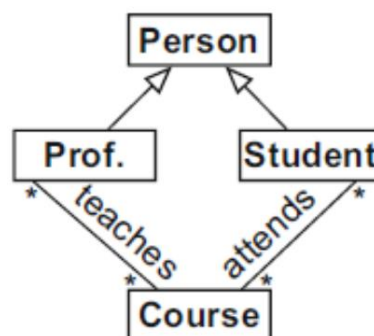 Person
Prof.
Student
*
teaches
attends
*
*
*
Course